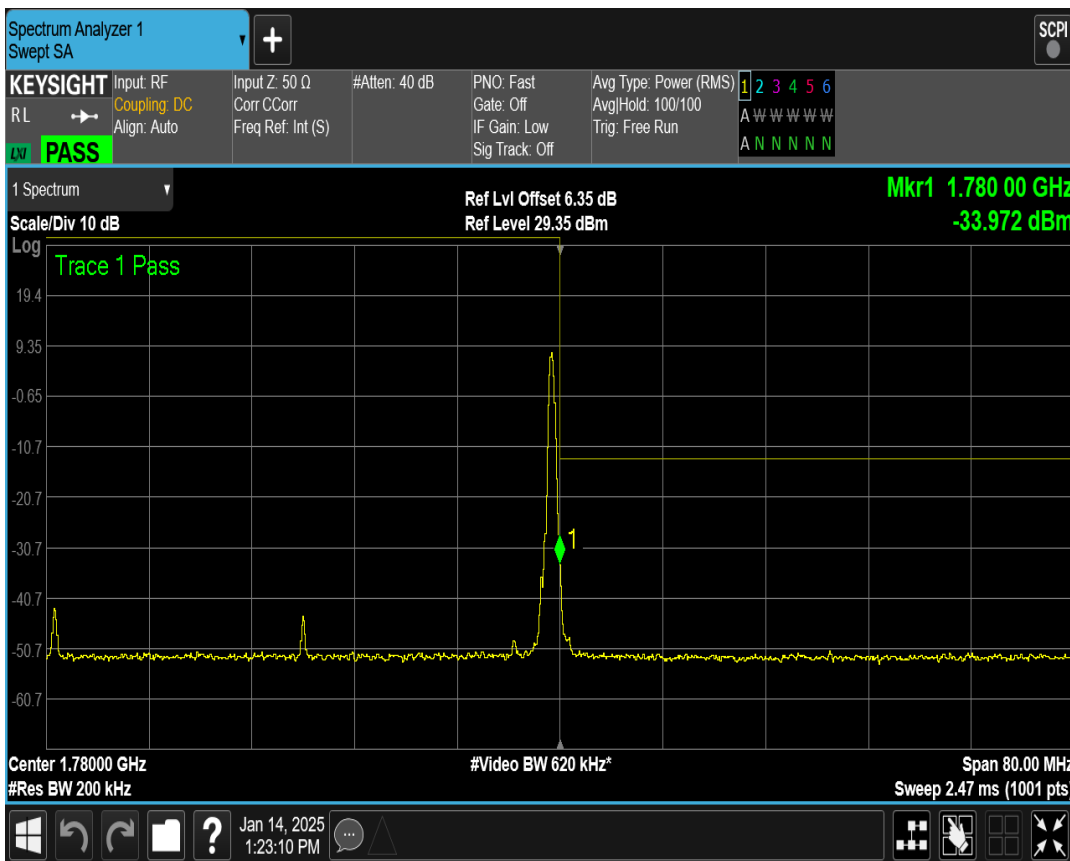 Spectrum Analyzer 1
Swept SA
SCPI
KEYSIGHT
RL
LXI PASS
Input: RF
Coupling: DC
Align: Auto
Input Z: 50 Ω
Corr CCorr
Freq Ref: Int (S)
#Atten: 40 dB
PNO: Fast
Gate: Off
IF Gain: Low
Sig Track: Off
Avg Type: Power (RMS)
Avg|Hold: 100/100
Trig: Free Run
1 2 3 4 5 6
A W W W W W
A N N N N N
1 Spectrum
Scale/Div 10 dB
Ref Lvl Offset 6.35 dB
Ref Level 29.35 dBm
Mkr1 1.780 00 GHz
-33.972 dBm
Log
Trace 1 Pass
19.4
9.35
-0.65
-10.7
-20.7
-30.7
-40.7
-50.7
-60.7
1
Center 1.78000 GHz
#Video BW 620 kHz*
Span 80.00 MHz
#Res BW 200 kHz
Sweep 2.47 ms (1001 pts)
Jan 14, 2025
1:23:10 PM